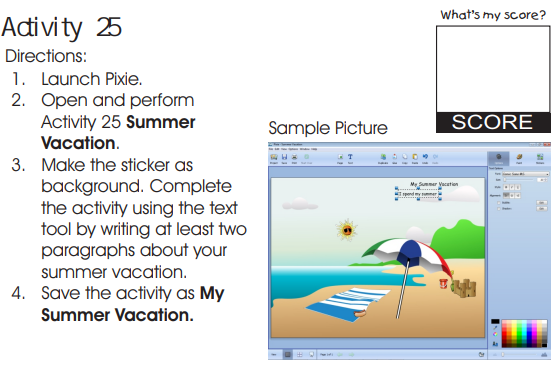 What's my score?
Activity 25
Directions:
1. Launch Pixie.
2. Open and perform
Activity 25 Summer
Vacation.
3. Make the sticker as
background. Complete
the activity using the text
tool by writing at least two
paragraphs about your
summer vacation.
4. Save the activity as My
Summer Vacation.
SCORE
Sample Picture
My Summer Vacation
I spend my summer